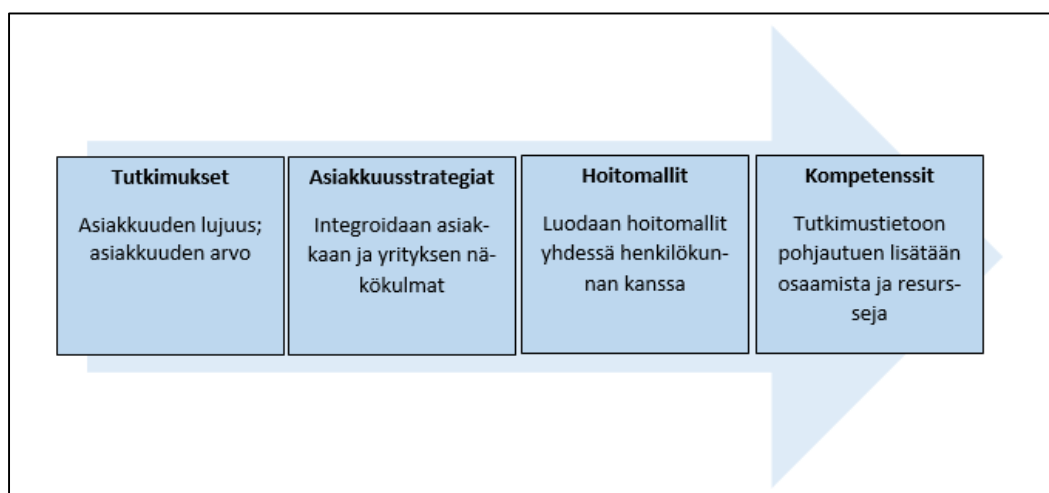 Tutkimukset
Asiakkuuden lujuus;
asiakkuuden arvo
Asiakkuusstrategiat
Integroidaan asiak-
kaan ja yrityksen nä-
kökulmat
Hoitomallit
Luodaan hoitomallit
yhdessä henkilökun-
nan kanssa
Kompetenssit
Tutkimustietoon
pohjautuen lisätään
osaamista ja resurs-
seja